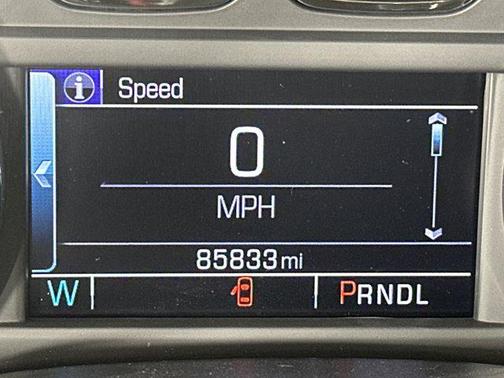 i Speed
0
MPH
85833 mi
W PRNDL